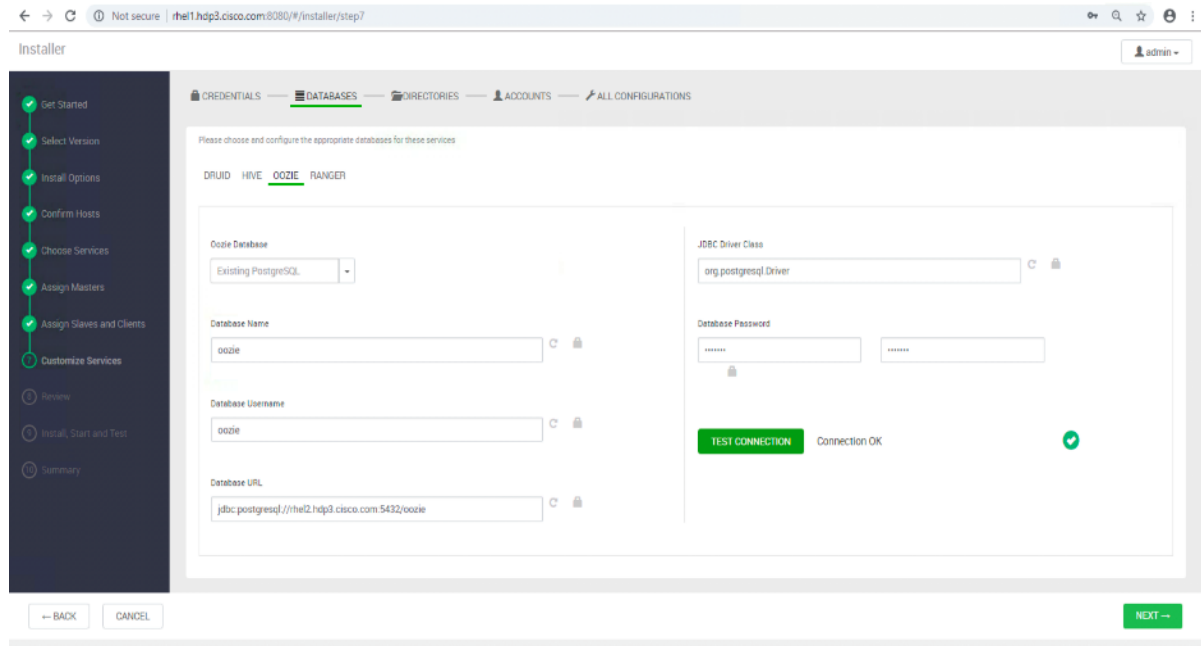 Not secure | rhel1.hdp3.cisco.com:8080/#/installer/step7
Installer
admin
Get Started
Select Version
Install Options
Confirm Hosts
Choose Services
Assign Masters
Assign Slaves and Clients
7 Customize Services
8 Review
9 Install, Start and Test
10 Summary
CREDENTIALS DATABASES DIRECTORIES ACCOUNTS ALL CONFIGURATIONS
Please choose and configure the appropriate databases for these services
DRUID HIVE OOZIE RANGER
Oozie Database
Existing PostgreSQL
Database Name
oozie
Database Username
oozie
Database URL
jdbc:postgresql://rhel2.hdp3.cisco.com:5432/oozie
JDBC Driver Class
org.postgresql.Driver
Database Password
••••••• •••••••
TEST CONNECTION Connection OK
← BACK CANCEL NEXT →